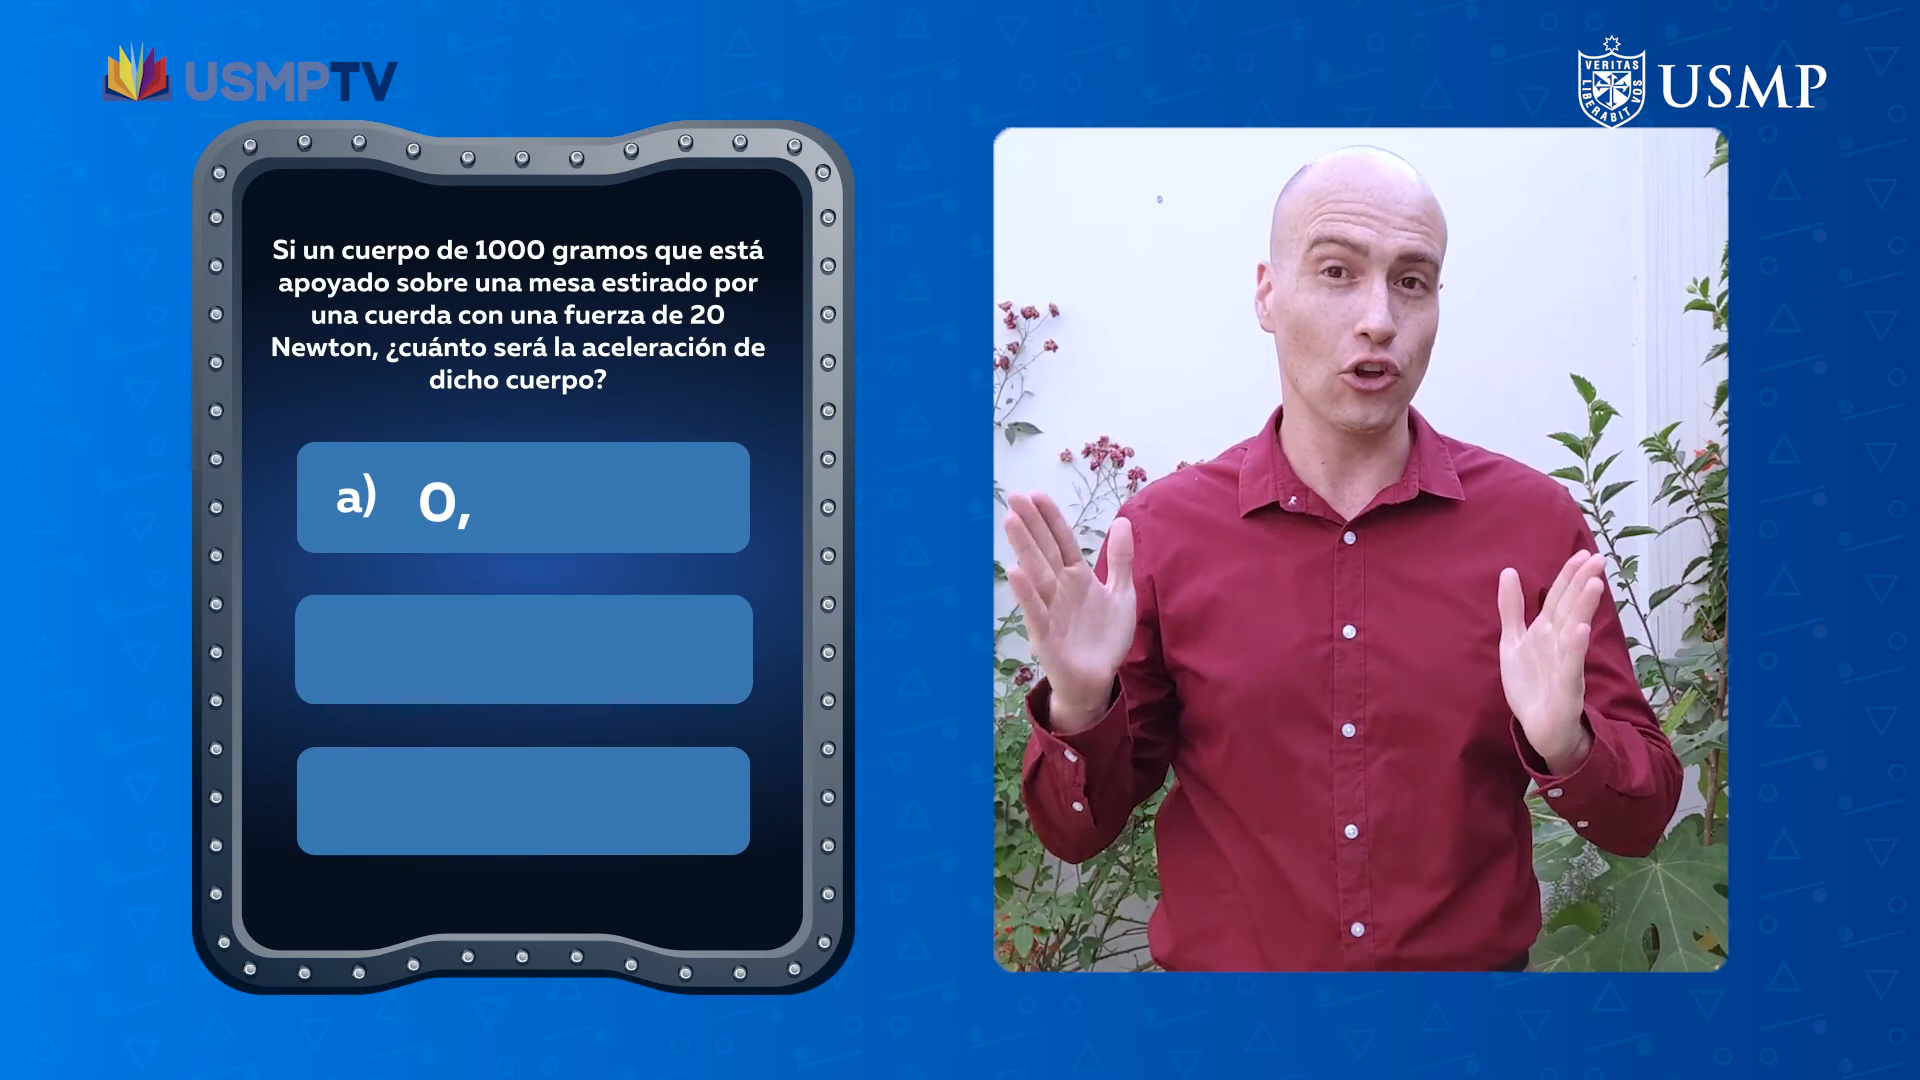 USMPTV
VERITAS
LIBERABIT VOS
USMP
Si un cuerpo de 1000 gramos que está
apoyado sobre una mesa estirado por
una cuerda con una fuerza de 20
Newton, ¿cuánto será la aceleración de
dicho cuerpo?
a) 0,